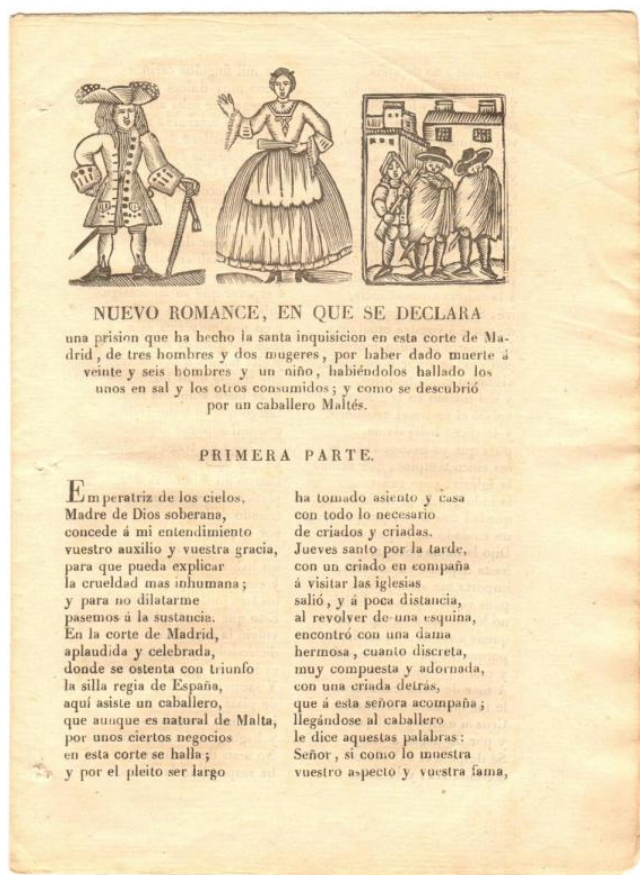 NUEVO ROMANCE, EN QUE SE DECLARA
una prision que ha hecho la santa inquisicion en esta corte de Ma-
drid, de tres hombres y dos mugeres, por haber dado muerte á
veinte y seis hombres y un niño, habiéndolos hallado los
unos en sal y los otros consumidos; y como se descubrió
por un caballero Maltés.
PRIMERA PARTE.
Emperatriz de los cielos,
Madre de Dios soberana,
concede á mi entendimiento
vuestro auxilio y vuestra gracia,
para que pueda explicar
la crueldad mas inhumana;
y para no dilatarme
pasemos á la sustancia.
En la corte de Madrid,
aplaudida y celebrada,
donde se ostenta con triunfo
la silla regia de España,
aquí asiste un caballero,
que aunque es natural de Malta,
por unos ciertos negocios
en esta corte se halla;
y por el pleito ser largo
ha tomado asiento y casa
con todo lo necesario
de criados y criadas.
Jueves santo por la tarde,
con un criado en compaña
á visitar las iglesias
salió, y á poca distancia,
al revolver de una esquina,
encontró con una dama
hermosa, cuanto discreta,
muy compuesta y adornada,
con una criada detrás,
que á esta señora acompaña;
llegándose al caballero
le dice aquestas palabras:
Señor, si como lo muestra
vuestro aspecto y vuestra fama,